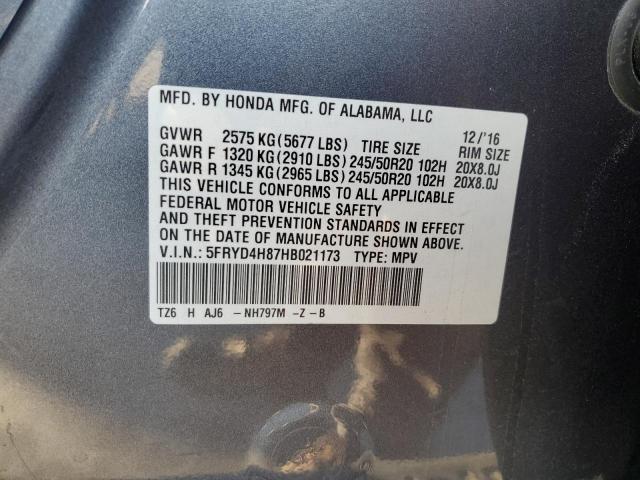 MFD. BY HONDA MFG. OF ALABAMA, LLC
12/'16
GVWR 2575 KG(5677 LBS) TIRE SIZE RIM SIZE
GAWR F 1320 KG(2910 LBS) 245/50R20 102H 20X8.0J
GAWR R 1345 KG(2965 LBS) 245/50R20 102H 20X8.0J
THIS VEHICLE CONFORMS TO ALL APPLICABLE
FEDERAL MOTOR VEHICLE SAFETY
AND THEFT PREVENTION STANDARDS IN EFFECT
ON THE DATE OF MANUFACTURE SHOWN ABOVE.
V.I.N.: 5FRYD4H87HB021173 TYPE: MPV
TZ6 H AJ6 -NH797M -Z -B